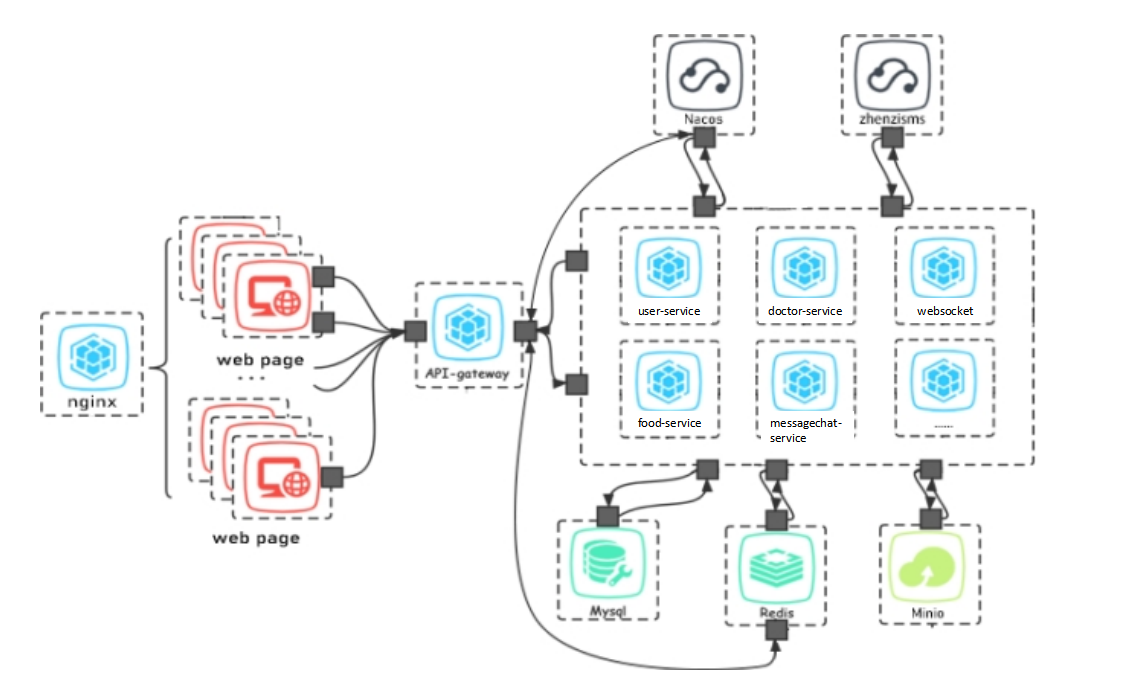 Nacos
zhenzisms
user-service
doctor-service
websocket
web page
...
API-gateway
nginx
food-service
messagechat-
service
......
web page
Mysql
Redis
Minio